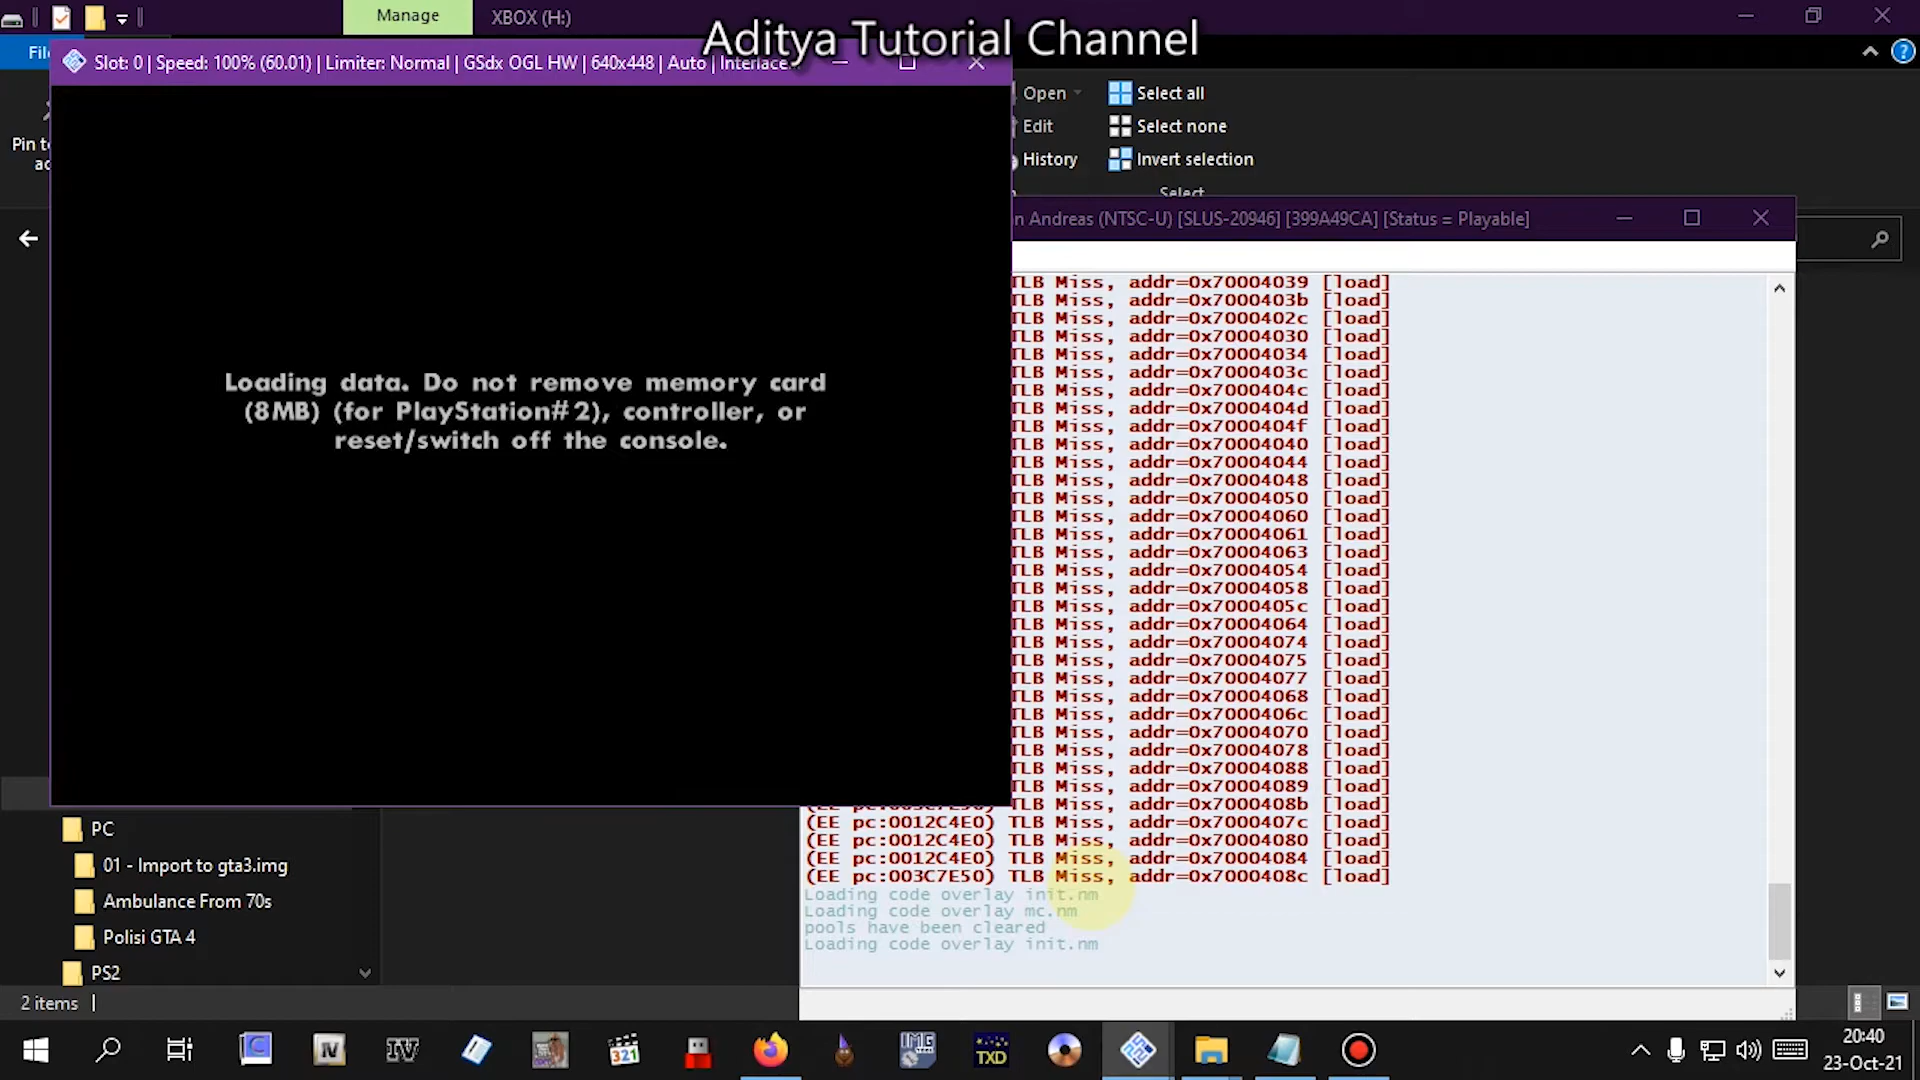 Manage
XBOX (H:)
Aditya Tutorial Channel
Slot: 0 | Speed: 100% (60.01) | Limiter: Normal | GSdx OGL HW | 640x448 | Auto | Interlace...
Open
Select all
Edit
Select none
History
Invert selection
Select
n Andreas (NTSC-U) [SLUS-20946] [399A49CA] [Status = Playable]
Loading data. Do not remove memory card
(8MB) (for PlayStation#2), controller, or
reset/switch off the console.
TLB Miss, addr=0x70004039 [load]
TLB Miss, addr=0x7000403b [load]
TLB Miss, addr=0x7000402c [load]
TLB Miss, addr=0x70004030 [load]
TLB Miss, addr=0x70004034 [load]
TLB Miss, addr=0x7000403c [load]
TLB Miss, addr=0x7000404c [load]
TLB Miss, addr=0x7000404d [load]
TLB Miss, addr=0x7000404f [load]
TLB Miss, addr=0x70004040 [load]
TLB Miss, addr=0x70004044 [load]
TLB Miss, addr=0x70004048 [load]
TLB Miss, addr=0x70004050 [load]
TLB Miss, addr=0x70004060 [load]
TLB Miss, addr=0x70004061 [load]
TLB Miss, addr=0x70004063 [load]
TLB Miss, addr=0x70004054 [load]
TLB Miss, addr=0x70004058 [load]
TLB Miss, addr=0x7000405c [load]
TLB Miss, addr=0x70004064 [load]
TLB Miss, addr=0x70004074 [load]
TLB Miss, addr=0x70004075 [load]
TLB Miss, addr=0x70004077 [load]
TLB Miss, addr=0x70004068 [load]
TLB Miss, addr=0x7000406c [load]
TLB Miss, addr=0x70004070 [load]
TLB Miss, addr=0x70004078 [load]
TLB Miss, addr=0x70004088 [load]
TLB Miss, addr=0x70004089 [load]
(EE pc:003C7E50) TLB Miss, addr=0x7000408b [load]
(EE pc:0012C4E0) TLB Miss, addr=0x7000407c [load]
(EE pc:0012C4E0) TLB Miss, addr=0x70004080 [load]
(EE pc:0012C4E0) TLB Miss, addr=0x70004084 [load]
(EE pc:003C7E50) TLB Miss, addr=0x7000408c [load]
Loading code overlay init.nm
Loading code overlay mc.nm
pools have been cleared
Loading code overlay init.nm
PC
01 - Import to gta3.img
Ambulance From 70s
Polisi GTA 4
PS2
2 items
IV
IV
321
IMG
TXD
20:40
23-Oct-21